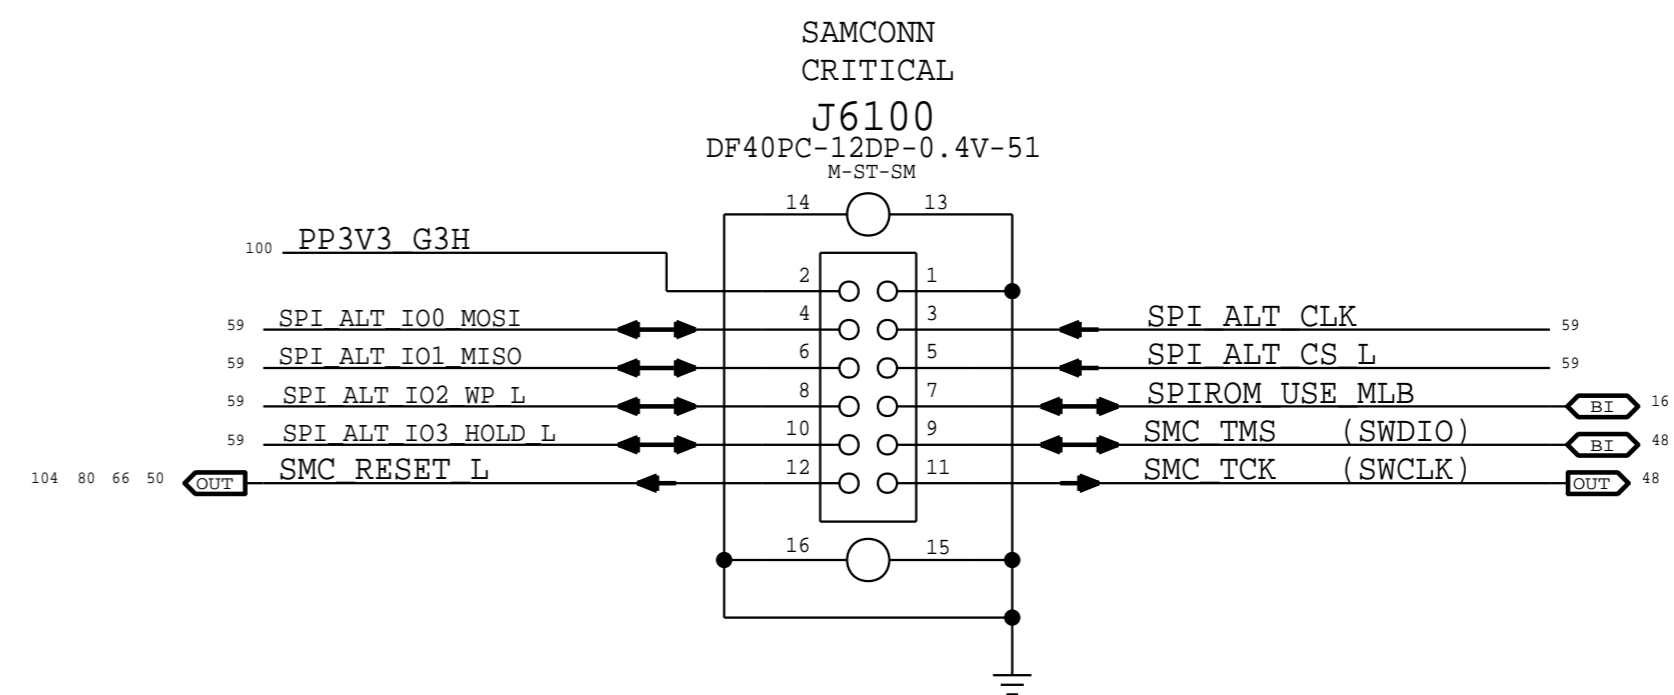 SAMCONN
CRITICAL
J6100
DF40PC-12DP-0.4V-51
M-ST-SM
14 13
100 PP3V3_G3H
2 1
59 SPI_ALT_IO0_MOSI 4 3 SPI_ALT_CLK 59
59 SPI_ALT_IO1_MISO 6 5 SPI_ALT_CS_L 59
59 SPI_ALT_IO2_WP_L 8 7 SPIROM_USE_MLB BI 16
59 SPI_ALT_IO3_HOLD_L 10 9 SMC_TMS (SWDIO) BI 48
104 80 66 50 OUT SMC_RESET_L 12 11 SMC_TCK (SWCLK) OUT 48
16 15